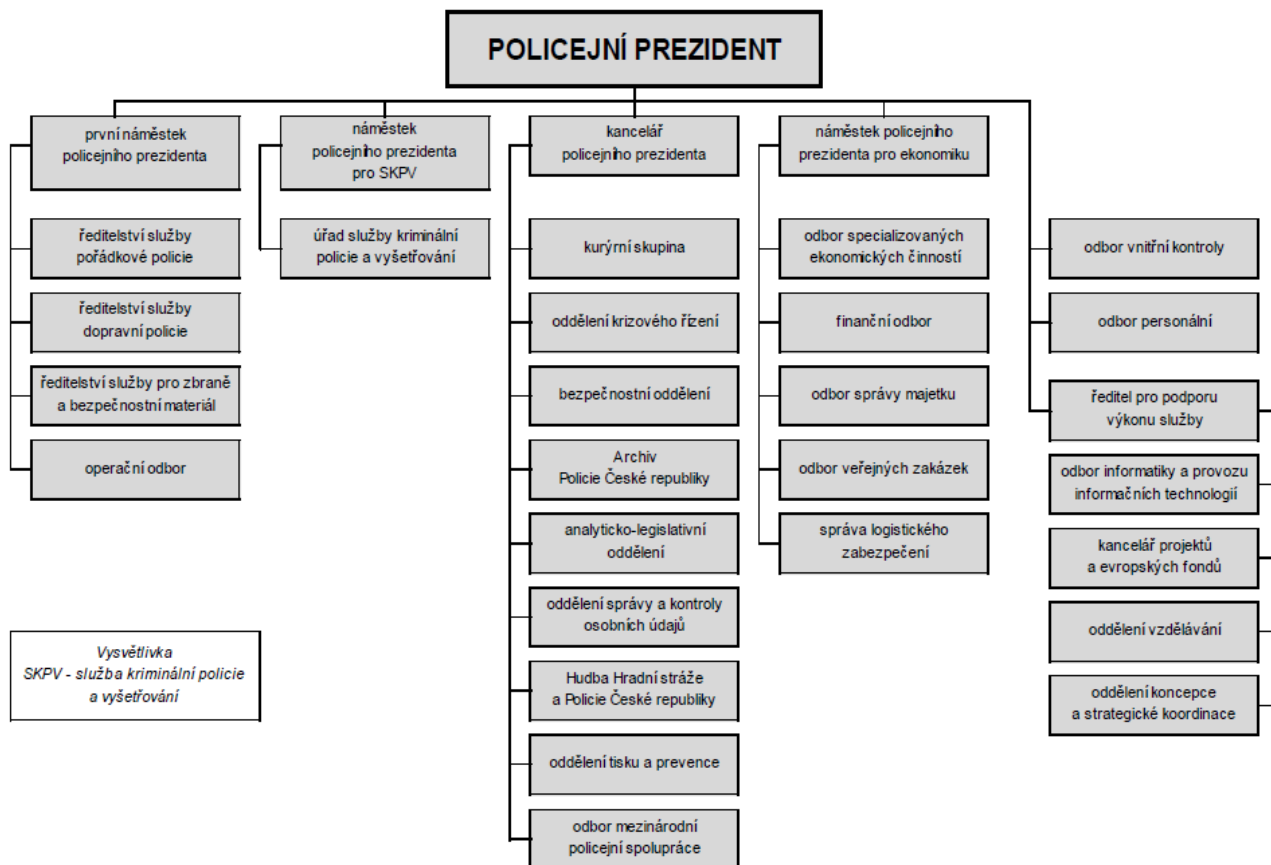 POLICEJNÍ PREZIDENT
první náměstek
policejního prezidenta
ředitelství služby
pořádkové policie
ředitelství služby
dopravní policie
ředitelství služby pro zbraně
a bezpečnostní materiál
operační odbor
náměstek
policejního prezidenta
pro SKPV
úřad služby kriminální
policie a vyšetřování
kancelář
policejního prezidenta
kurýrní skupina
oddělení krizového řízení
bezpečnostní oddělení
Archiv
Policie České republiky
analyticko-legislativní
oddělení
oddělení správy a kontroly
osobních údajů
Hudba Hradní stráže
a Policie České republiky
oddělení tisku a prevence
odbor mezinárodní
policejní spolupráce
náměstek policejního
prezidenta pro ekonomiku
odbor specializovaných
ekonomických činností
finanční odbor
odbor správy majetku
odbor veřejných zakázek
správa logistického
zabezpečení
odbor vnitřní kontroly
odbor personální
ředitel pro podporu
výkonu služby
odbor informatiky a provozu
informačních technologií
kancelář projektů
a evropských fondů
oddělení vzdělávání
oddělení koncepce
a strategické koordinace
Vysvětlivka
SKPV - služba kriminální policie
a vyšetřování